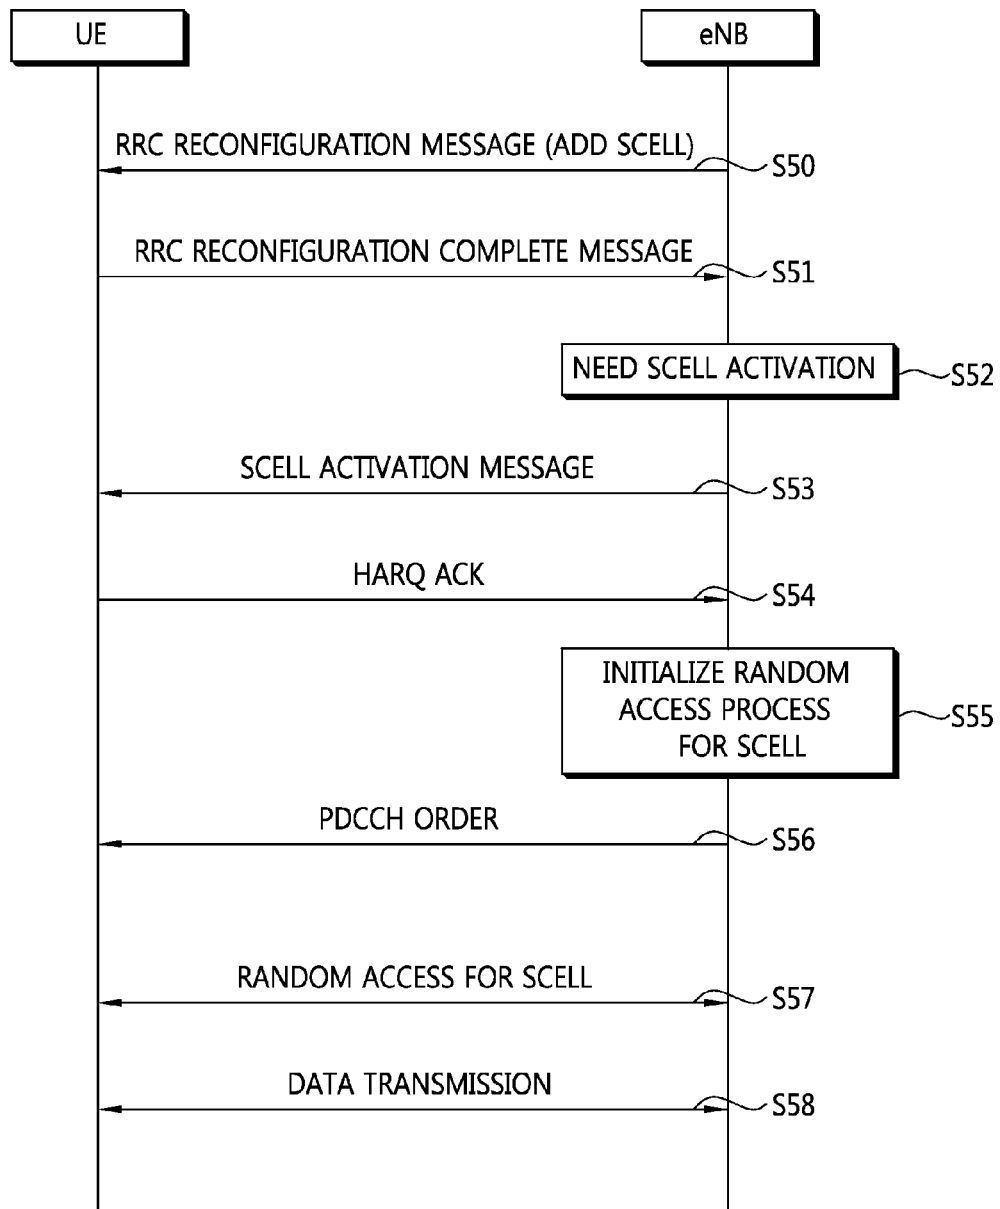 UE
eNB
RRC RECONFIGURATION MESSAGE (ADD SCELL)
S50
RRC RECONFIGURATION COMPLETE MESSAGE
S51
NEED SCELL ACTIVATION
S52
SCELL ACTIVATION MESSAGE
S53
HARQ ACK
S54
INITIALIZE RANDOM
ACCESS PROCESS
FOR SCELL
S55
PDCCH ORDER
S56
RANDOM ACCESS FOR SCELL
S57
DATA TRANSMISSION
S58